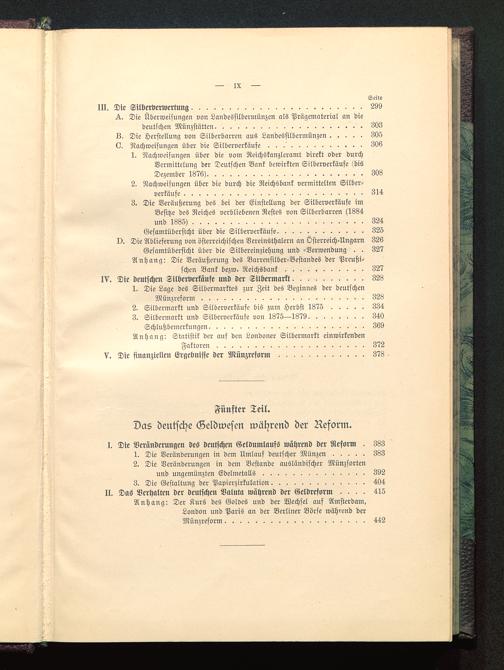 — IX —
Seite
III. Die Silberverwertung . . . . . . . . . . . . . . . . . . . . . 299
A. Die Überweisungen von Landessilbermünzen als Prägematerial an die
deutschen Münzstätten. . . . . . . . . . . . . . . . . . . 303
B. Die Herstellung von Silberbarren aus Landessilbermünzen . . . . . 305
C. Nachweisungen über die Silberverkäufe . . . . . . . . . . . . 306
1. Nachweisungen über die vom Reichskanzleramt direkt oder durch
Vermittelung der Deutschen Bank bewirkten Silberverkäufe (bis
Dezember 1876). . . . . . . . . . . . . . . . . . . 308
2. Nachweisungen über die durch die Reichsbank vermittelten Silber-
verkäufe . . . . . . . . . . . . . . . . . . . . . . 314
3. Die Veräußerung des bei der Einstellung der Silberverkäufe im
Besitze des Reiches verbliebenen Restes von Silberbarren (1884
und 1885) . . . . . . . . . . . . . . . . . . . . . 324
Gesamtübersicht über die Silberverkäufe. . . . . . . . . . . 325
D. Die Ablieferung von österreichischen Vereinsthalern an Österreich-Ungarn 326
Gesamtübersicht über die Silbereinziehung und =Verwendung . . 327
Anhang: Die Veräußerung des Barrensilber-Bestandes der Preußi-
schen Bank bezw. Reichsbank . . . . . . . . . . . 327
IV. Die deutschen Silberverkäufe und der Silbermarkt . . . . . . . . . 328
1. Die Lage des Silbermarktes zur Zeit des Beginnes der deutschen
Münzreform . . . . . . . . . . . . . . . . . . . . 328
2. Silbermarkt und Silberverkäufe bis zum Herbst 1875 . . . . . 334
3. Silbermarkt und Silberverkäufe von 1875—1879. . . . . . . . 340
Schlußbemerkungen. . . . . . . . . . . . . . . . . . . 369
Anhang: Statistik der auf den Londoner Silbermarkt einwirkenden
Faktoren . . . . . . . . . . . . . . . . . . . . 372
V. Die finanziellen Ergebnisse der Münzreform . . . . . . . . . . . 378
Fünfter Teil.
Das deutsche Geldwesen während der Reform.
I. Die Veränderungen des deutschen Geldumlaufs während der Reform . 383
1. Die Veränderungen in dem Umlauf deutscher Münzen . . . . . 383
2. Die Veränderungen in dem Bestande ausländischer Münzsorten
und ungemünzten Edelmetalls . . . . . . . . . . . . . . 392
3. Die Gestaltung der Papierzirkulation . . . . . . . . . . . . 404
II. Das Verhalten der deutschen Valuta während der Geldreform . . . . 415
Anhang: Der Kurs des Goldes und der Wechsel auf Amsterdam,
London und Paris an der Berliner Börse während der
Münzreform . . . . . . . . . . . . . . . . . . . 442